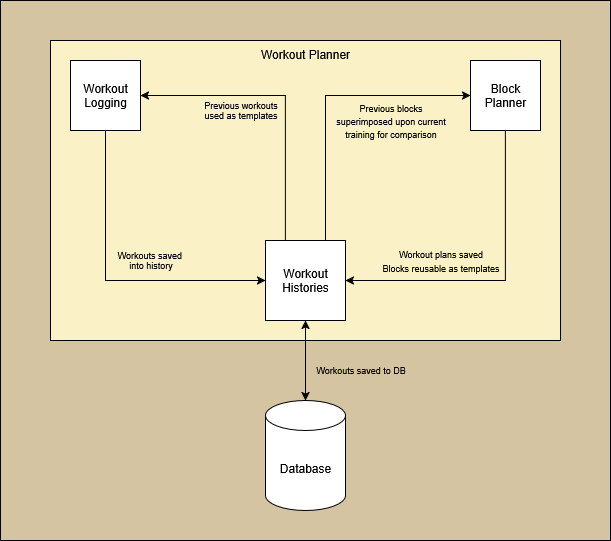 Workout Planner
Workout
Logging
Block
Planner
Previous workouts
used as templates
Previous blocks
superimposed upon current
training for comparison
Workouts saved
into history
Workout
Histories
Workout plans saved
Blocks reusable as templates
Workouts saved to DB
Database